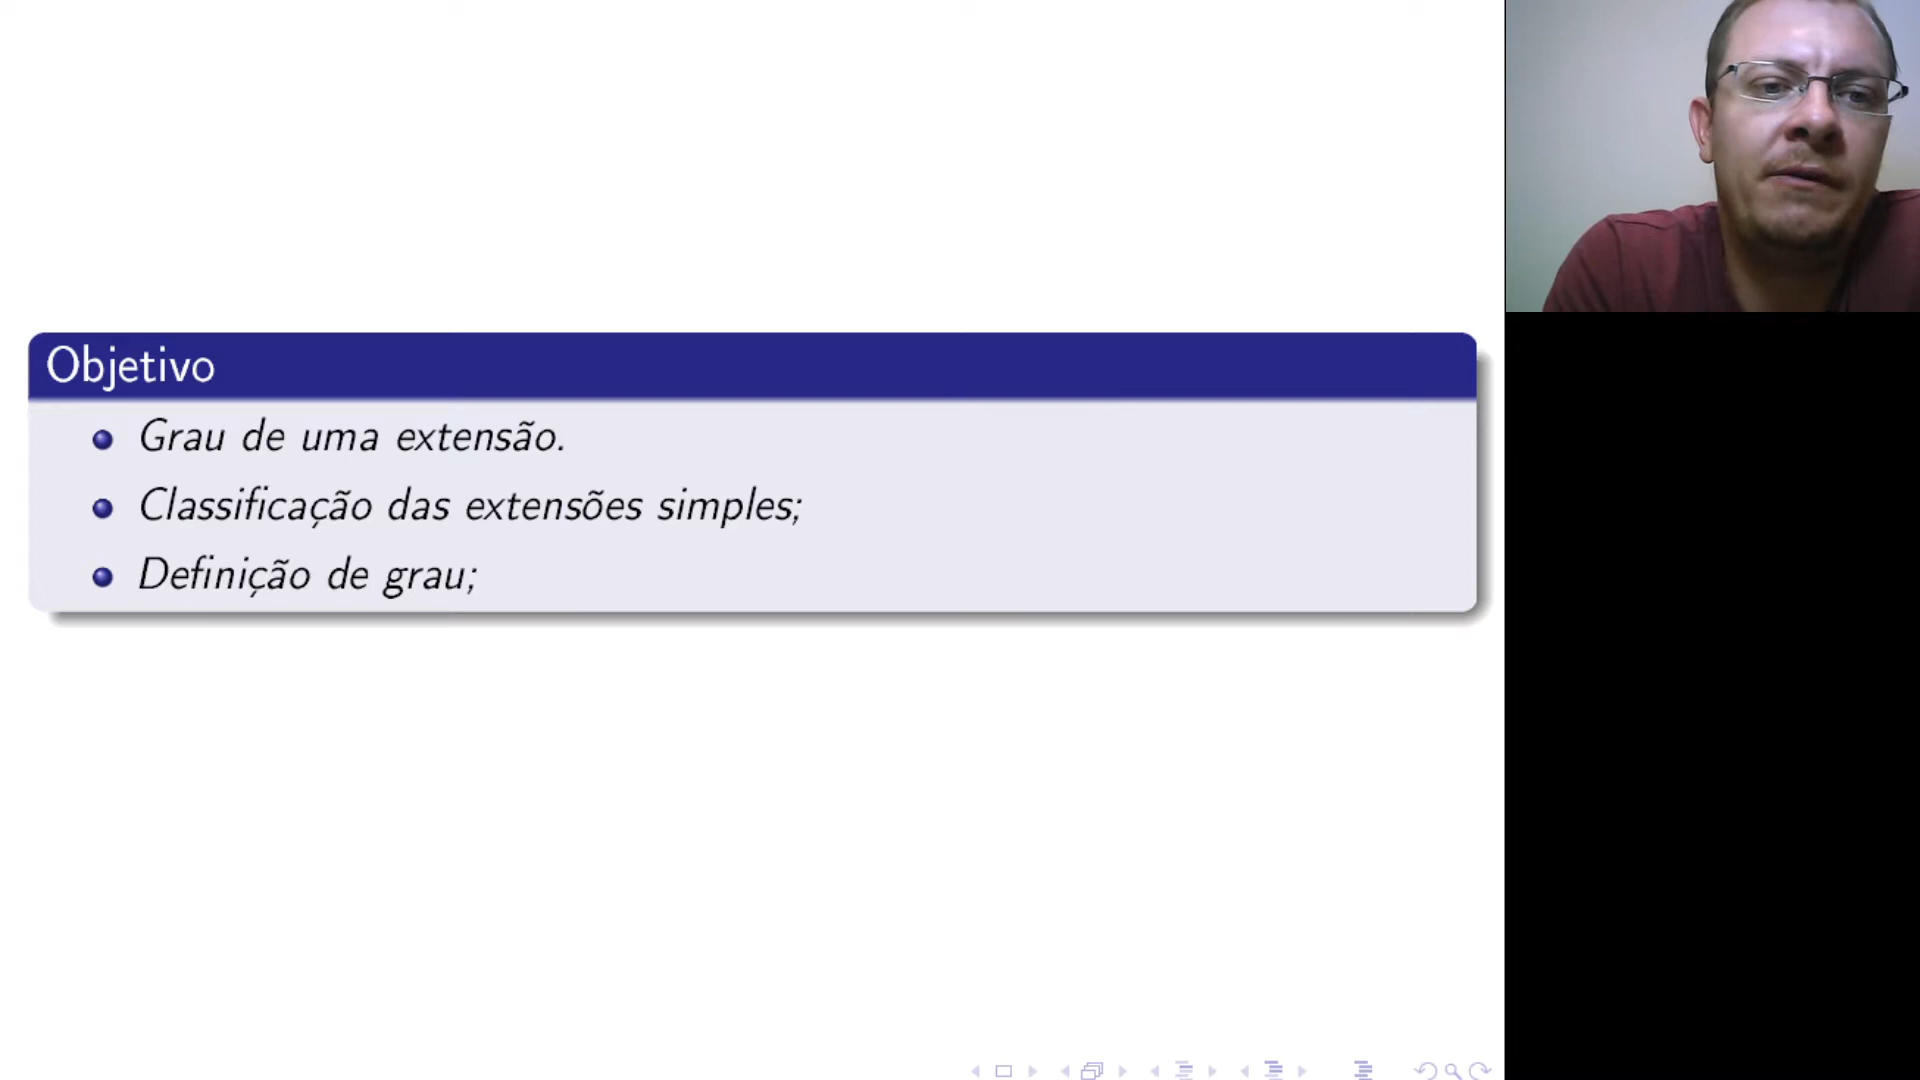 Objetivo
Grau de uma extensão.
Classificação das extensões simples;
Definição de grau;